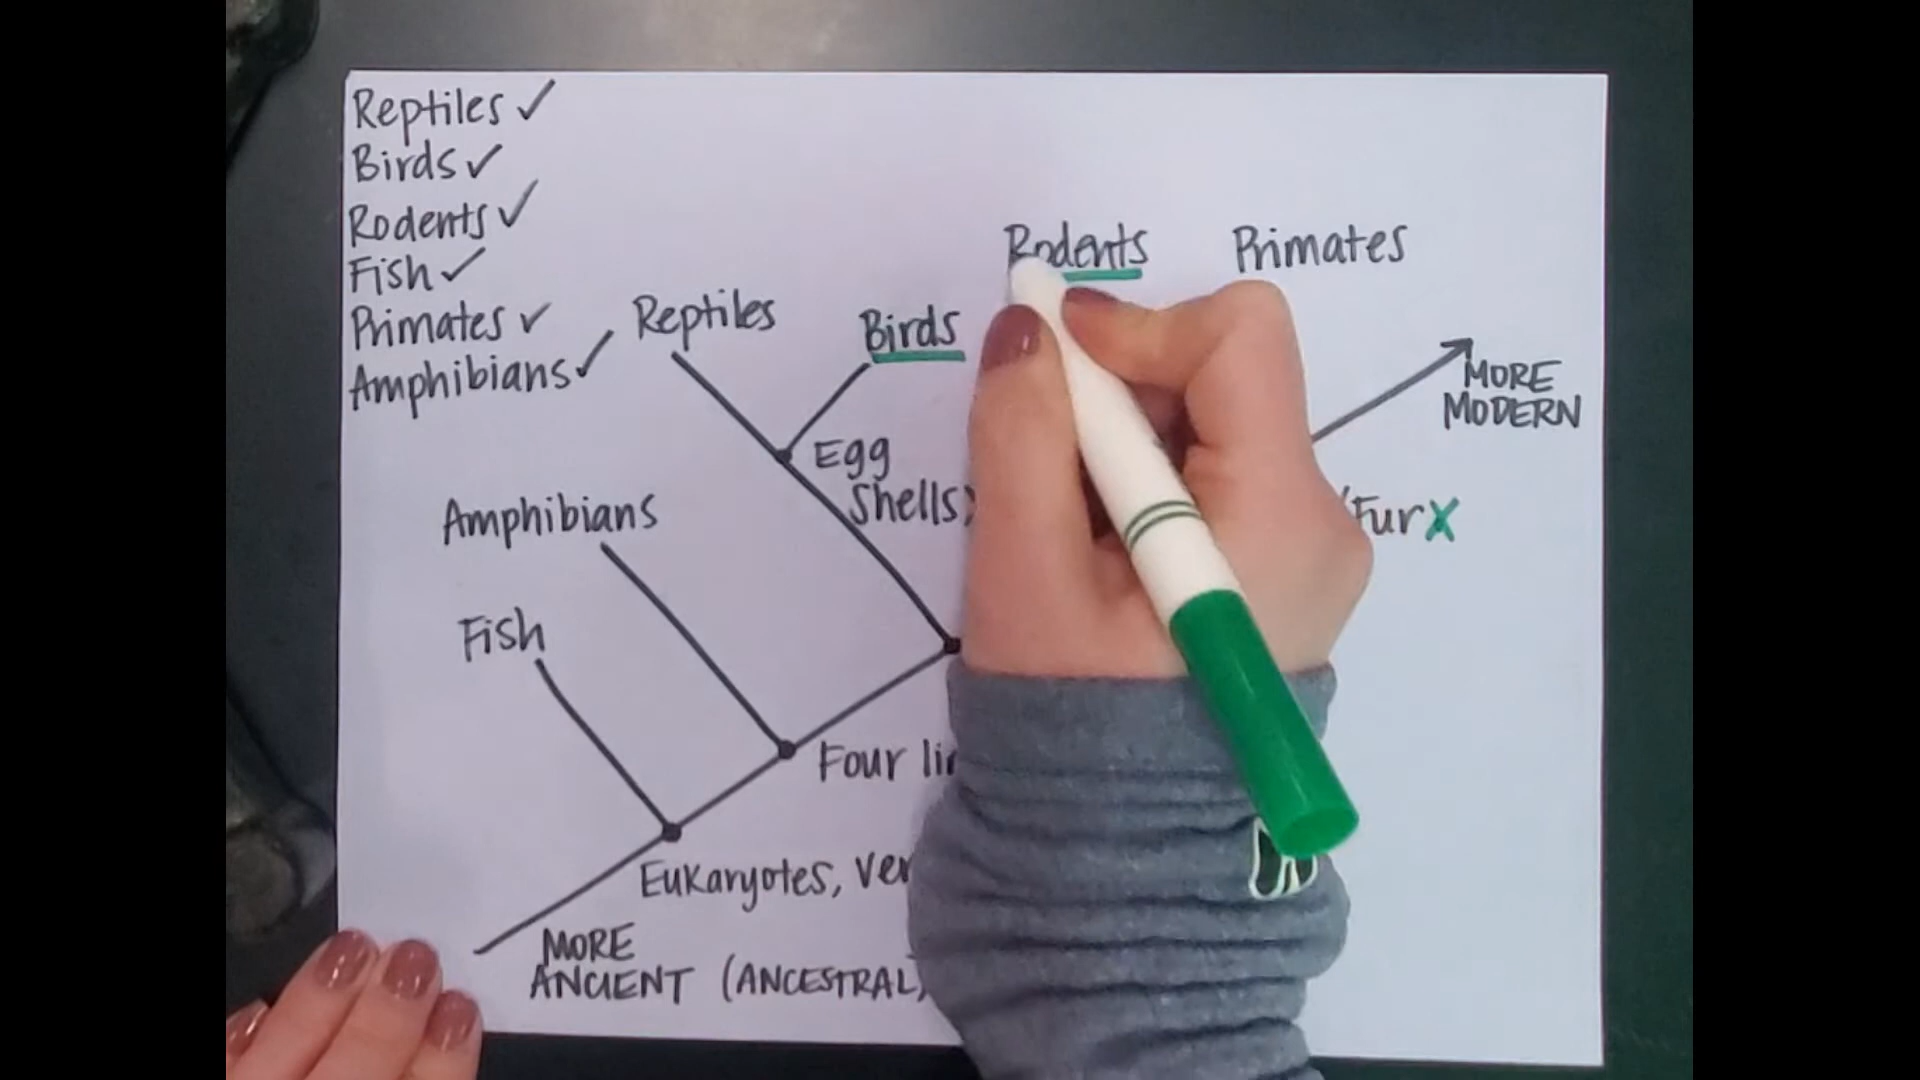 Reptiles ✓
Birds ✓
Rodents ✓
Fish ✓
Primates ✓
Amphibians ✓
Rodents
Primates
Reptiles
Birds
MORE
MODERN
Egg
Shells
Fur X
Amphibians
Fish
Four
Eukaryotes,
MORE
ANCIENT (ANCESTRAL)